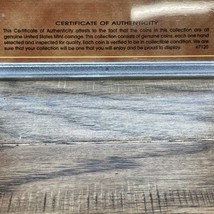 CERTIFICATE OF AUTHENTICITY
This Certificate of Authenticity attests to the fact that the coins in this collection are all
genuine United States Mint coinage. This collection consists of genuine coins, each one hand
selected and inspected for quality. Each coin is verified to be in collectible condition. We are
sure your collection will be one that you will enjoy and be proud to display.